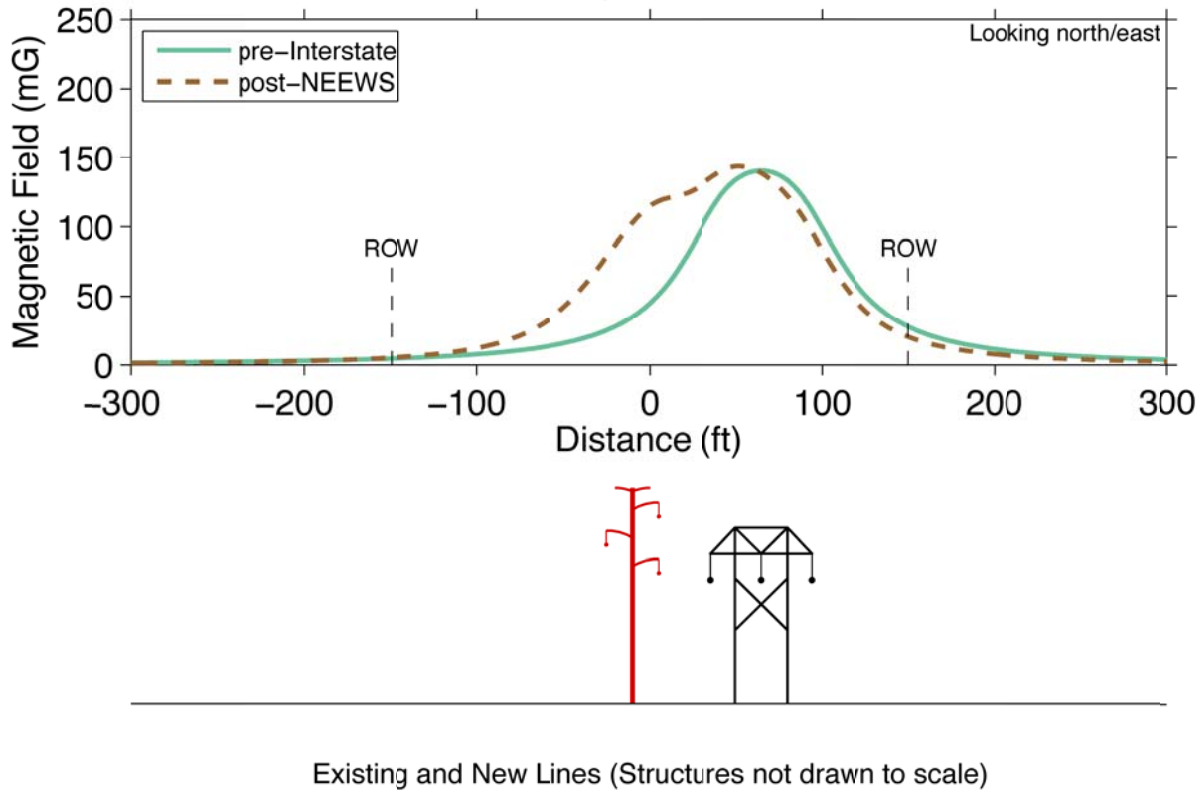 250
Looking north/east
pre−Interstate
post−NEEWS
200
150
100
50
0
Magnetic Field (mG)
ROW
ROW
−300
−200
−100
0
100
200
300
Distance (ft)
Existing and New Lines (Structures not drawn to scale)